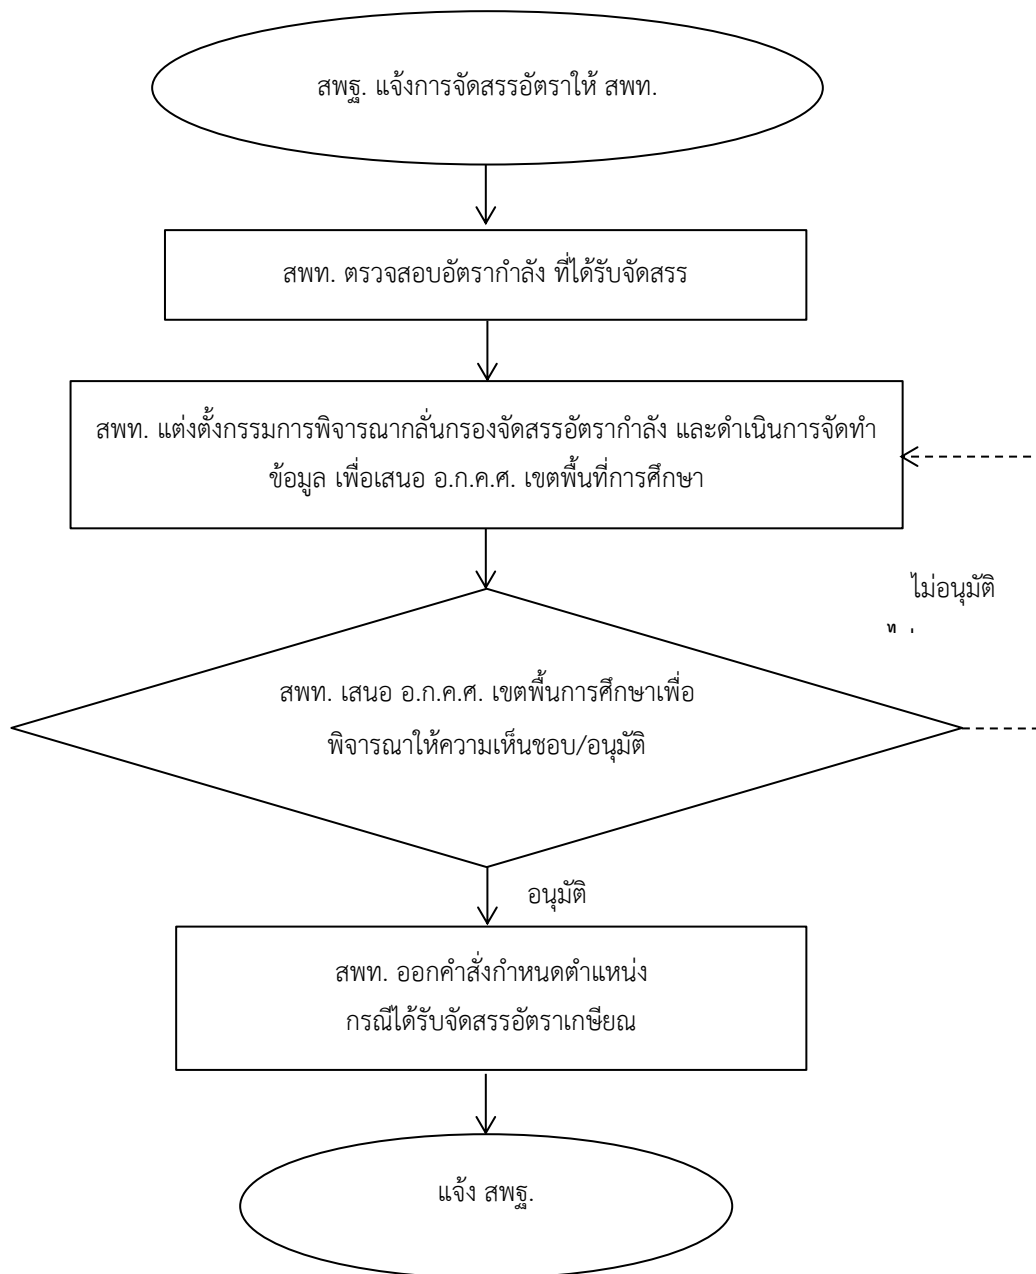 สพฐ. แจ้งการจัดสรรอัตราให้ สพท.
สพท. ตรวจสอบอัตรากำลัง ที่ได้รับจัดสรร
สพท. แต่งตั้งกรรมการพิจารณากลั่นกรองจัดสรรอัตรากำลัง และดำเนินการจัดทำ
ข้อมูล เพื่อเสนอ อ.ก.ค.ศ. เขตพื้นที่การศึกษา
ไม่อนุมัติ
สพท. เสนอ อ.ก.ค.ศ. เขตพื้นการศึกษาเพื่อ
พิจารณาให้ความเห็นชอบ/อนุมัติ
อนุมัติ
สพท. ออกคำสั่งกำหนดตำแหน่ง
กรณีได้รับจัดสรรอัตราเกษียณ
แจ้ง สพฐ.